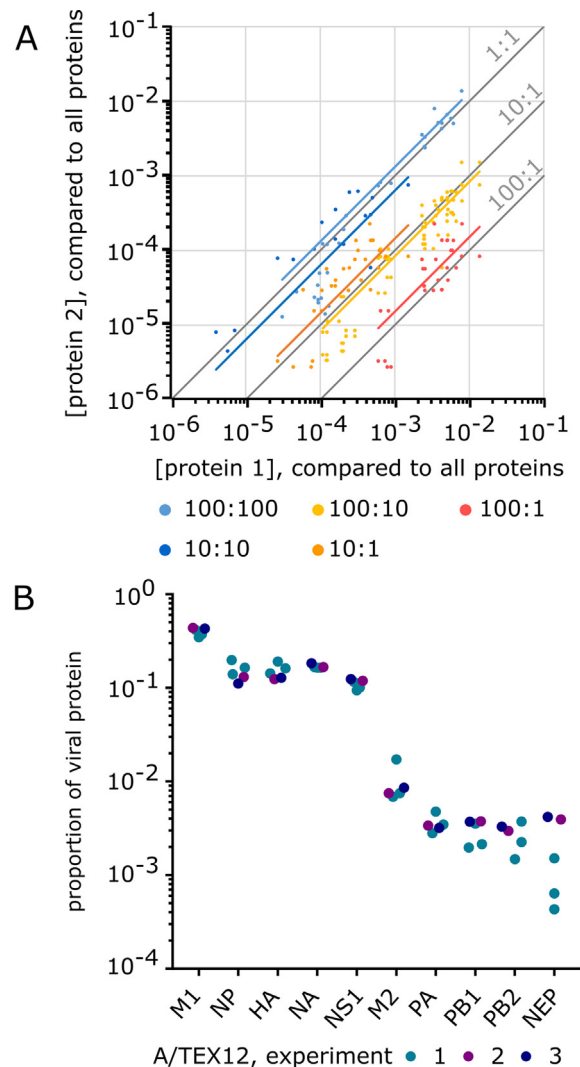 A
[protein 2], compared to all proteins
10-1
10-2
10-3
10-4
10-5
10-6
1:1
10:1
100:1
10-6 10-5 10-4 10-3 10-2 10-1
[protein 1], compared to all proteins
100:100 100:10 100:1
10:10 10:1
B
proportion of viral protein
100
10-1
10-2
10-3
10-4
M1 NP HA NA NS1 M2 PA PB1 PB2 NEP
A/TEX12, experiment 1 2 3